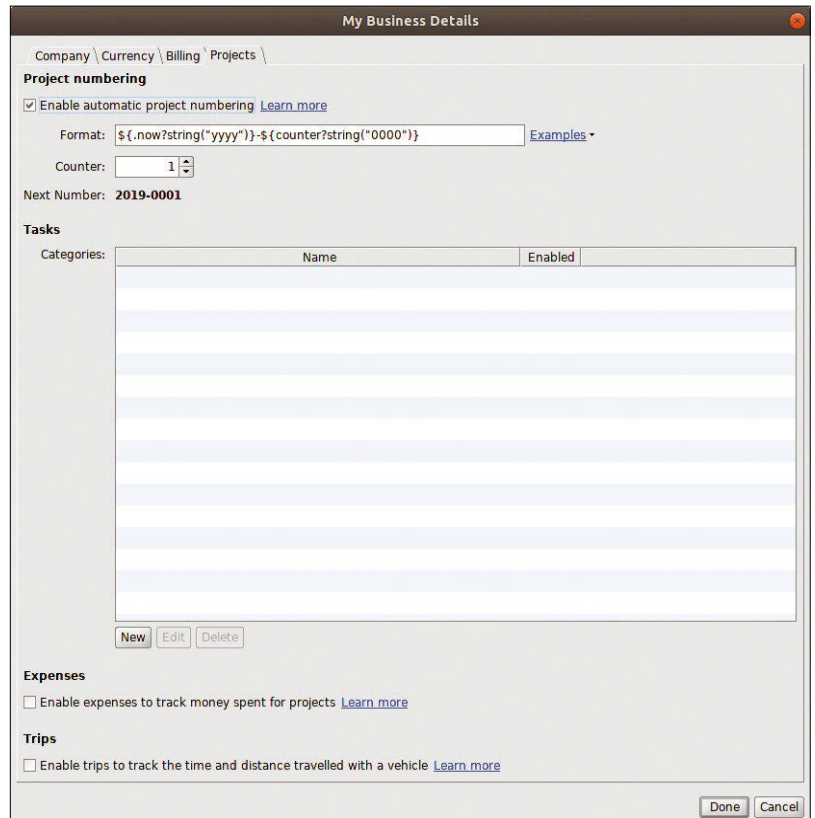 My Business Details
Company \ Currency \ Billing \ Projects \
Project numbering
Enable automatic project numbering Learn more
Format: ${.now?string("yyyy")}-${counter?string("0000")} Examples
Counter: 1
Next Number: 2019-0001
Tasks
Categories: Name Enabled
New Edit Delete
Expenses
Enable expenses to track money spent for projects Learn more
Trips
Enable trips to track the time and distance travelled with a vehicle Learn more
Done Cancel